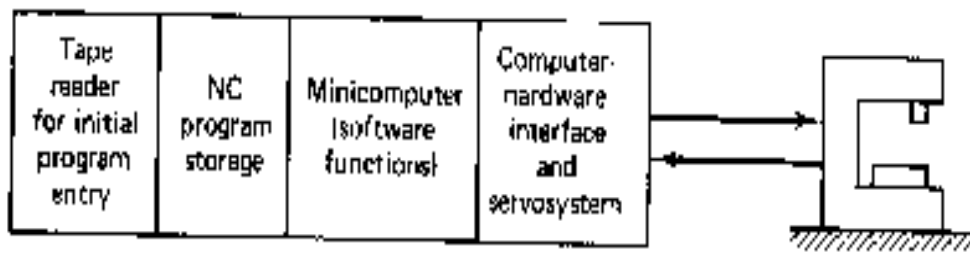 Tape
reader
for initial
program
entry
NC
program
storage
Minicomputer
(software
functions)
Computer-
hardware
interface
and
servosystem